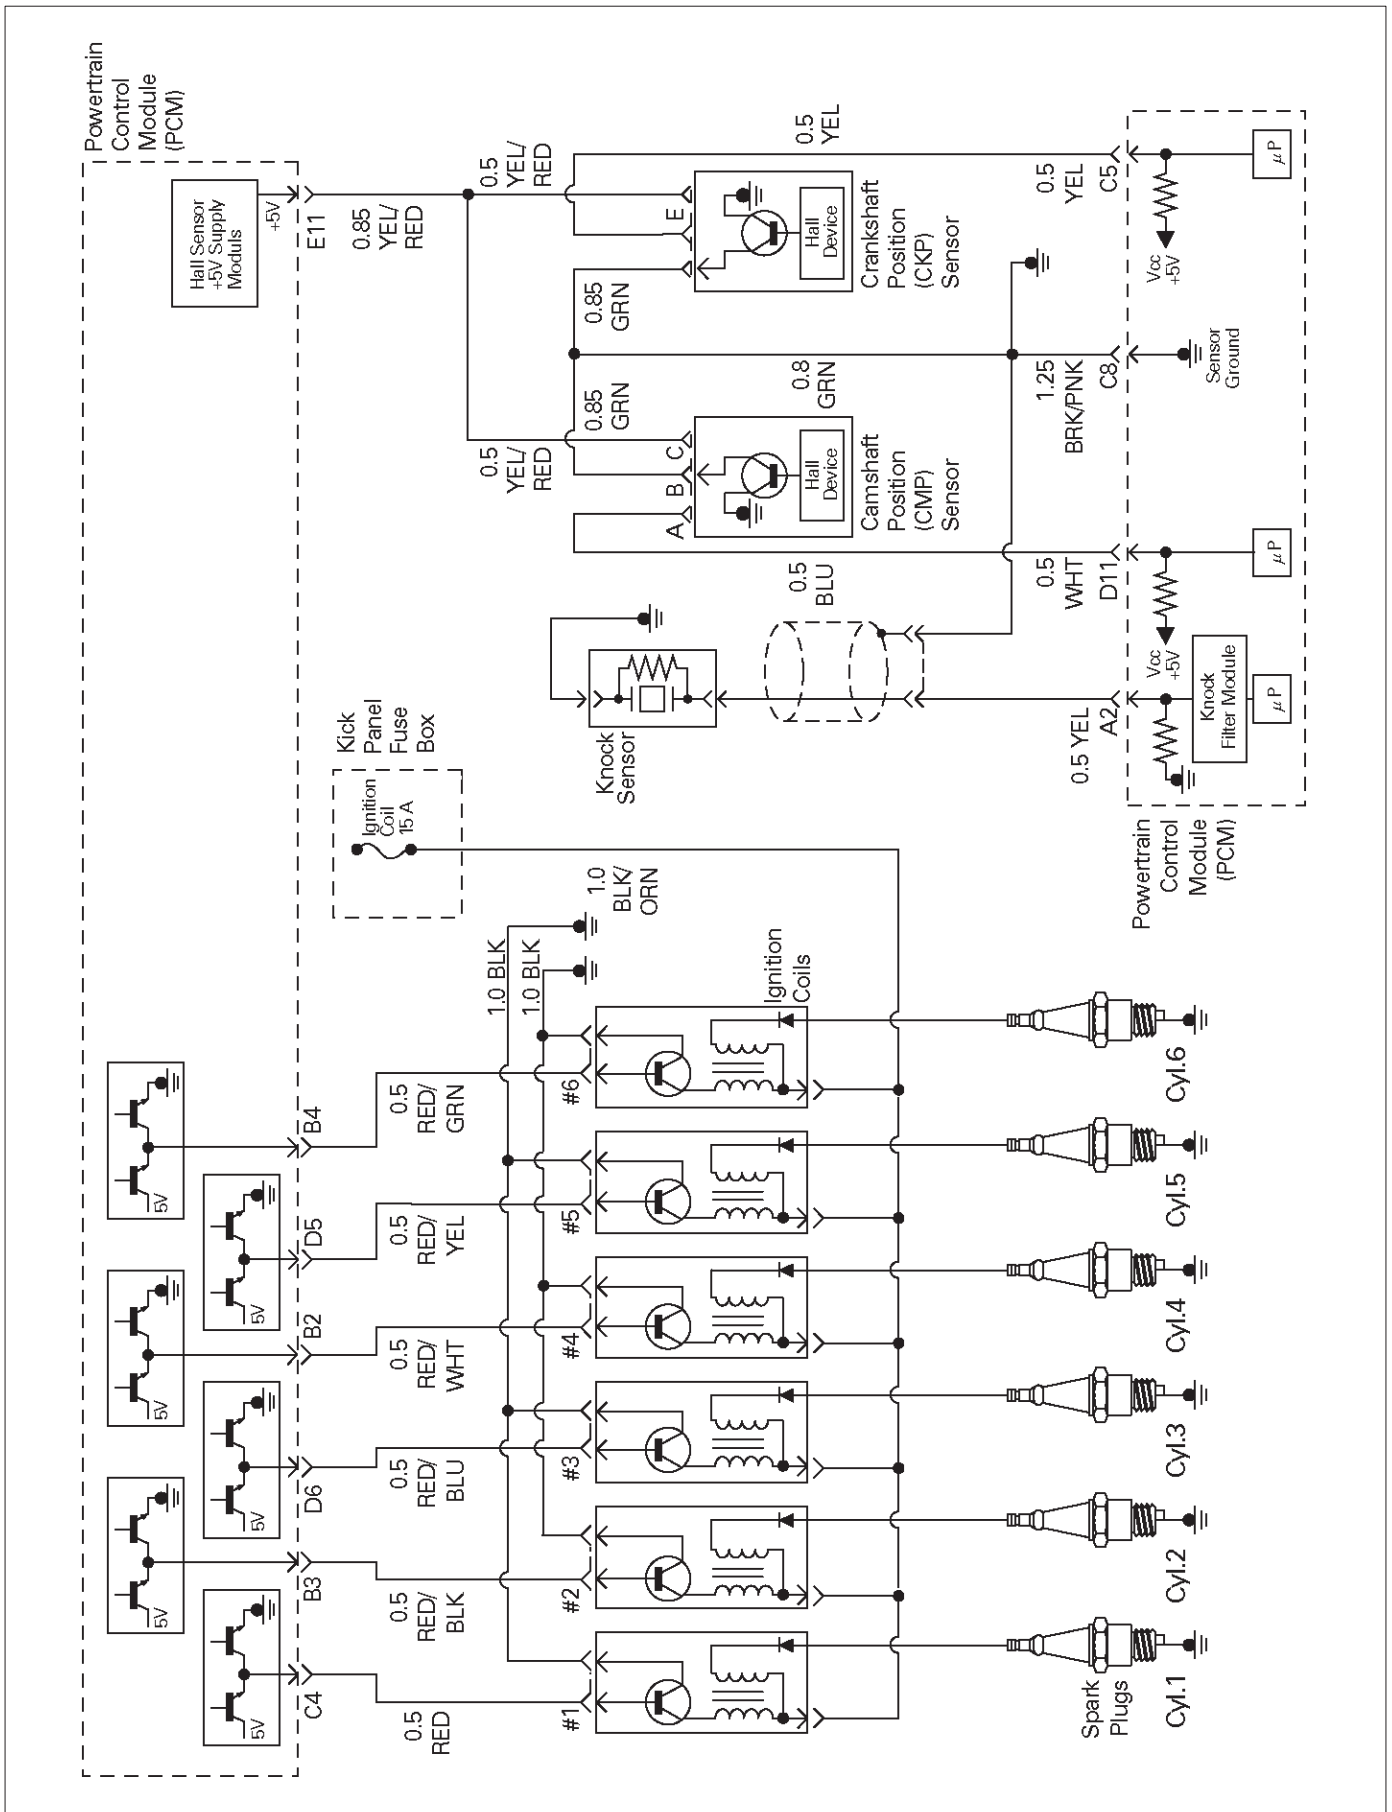 Powertrain
Control
Module
(PCM)
Hall Sensor
+5V Supply
Moduls
+5V
E11
0.85
YEL/
RED
0.5
YEL/
RED
0.5
YEL
E
0.85
GRN
Hall
Device
Crankshaft
Position
(CKP)
Sensor
0.5
YEL
C5
µP
Vcc
+5V
0.5
YEL/
RED
0.85
GRN
0.8
GRN
A
B
C
Hall
Device
Camshaft
Position
(CMP)
Sensor
1.25
BRK/PNK
C8
Sensor
Ground
0.5
BLU
0.5
WHT
D11
µP
Vcc
+5V
Knock
Sensor
0.5 YEL
A2
Knock
Filter Module
µP
Powertrain
Control
Module
(PCM)
Kick
Panel
Fuse
Box
Ignition
Coil
15 A
1.0 BLK
1.0 BLK
1.0
BLK/
ORN
Ignition
Coils
5V
B4
0.5
RED/
GRN
#6
Cyl.6
5V
D5
0.5
RED/
YEL
#5
Cyl.5
5V
B2
0.5
RED/
WHT
#4
Cyl.4
5V
D6
0.5
RED/
BLU
#3
Cyl.3
5V
B3
0.5
RED/
BLK
#2
Cyl.2
5V
C4
0.5
RED
#1
Spark
Plugs
Cyl.1